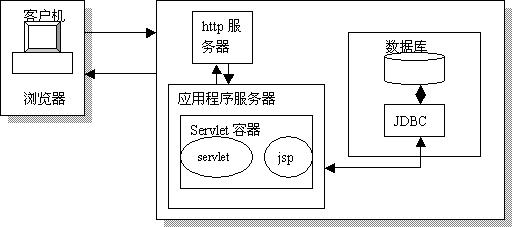 客户机
浏览器
http 服
务器
应用程序服务器
Servlet 容器
servlet
jsp
数据库
JDBC